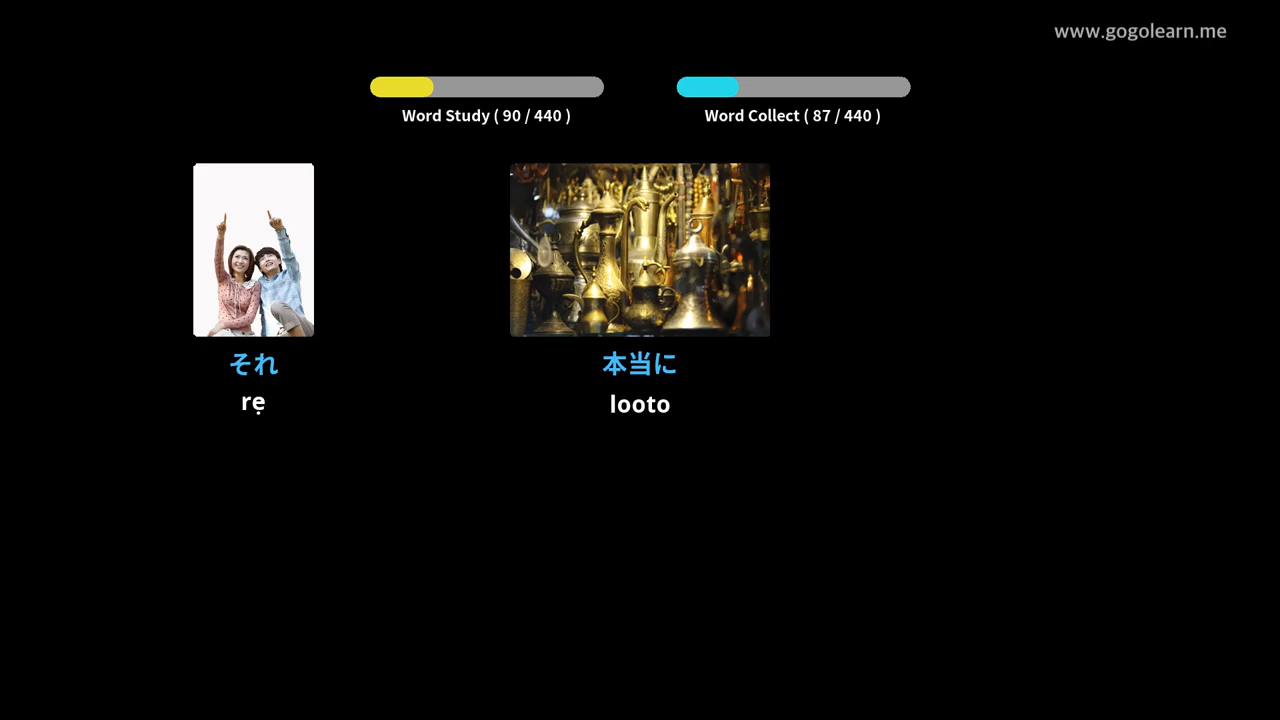 www.gogolearn.me
Word Study ( 90 / 440 )
Word Collect ( 87 / 440 )
それ
rẹ
本当に
looto